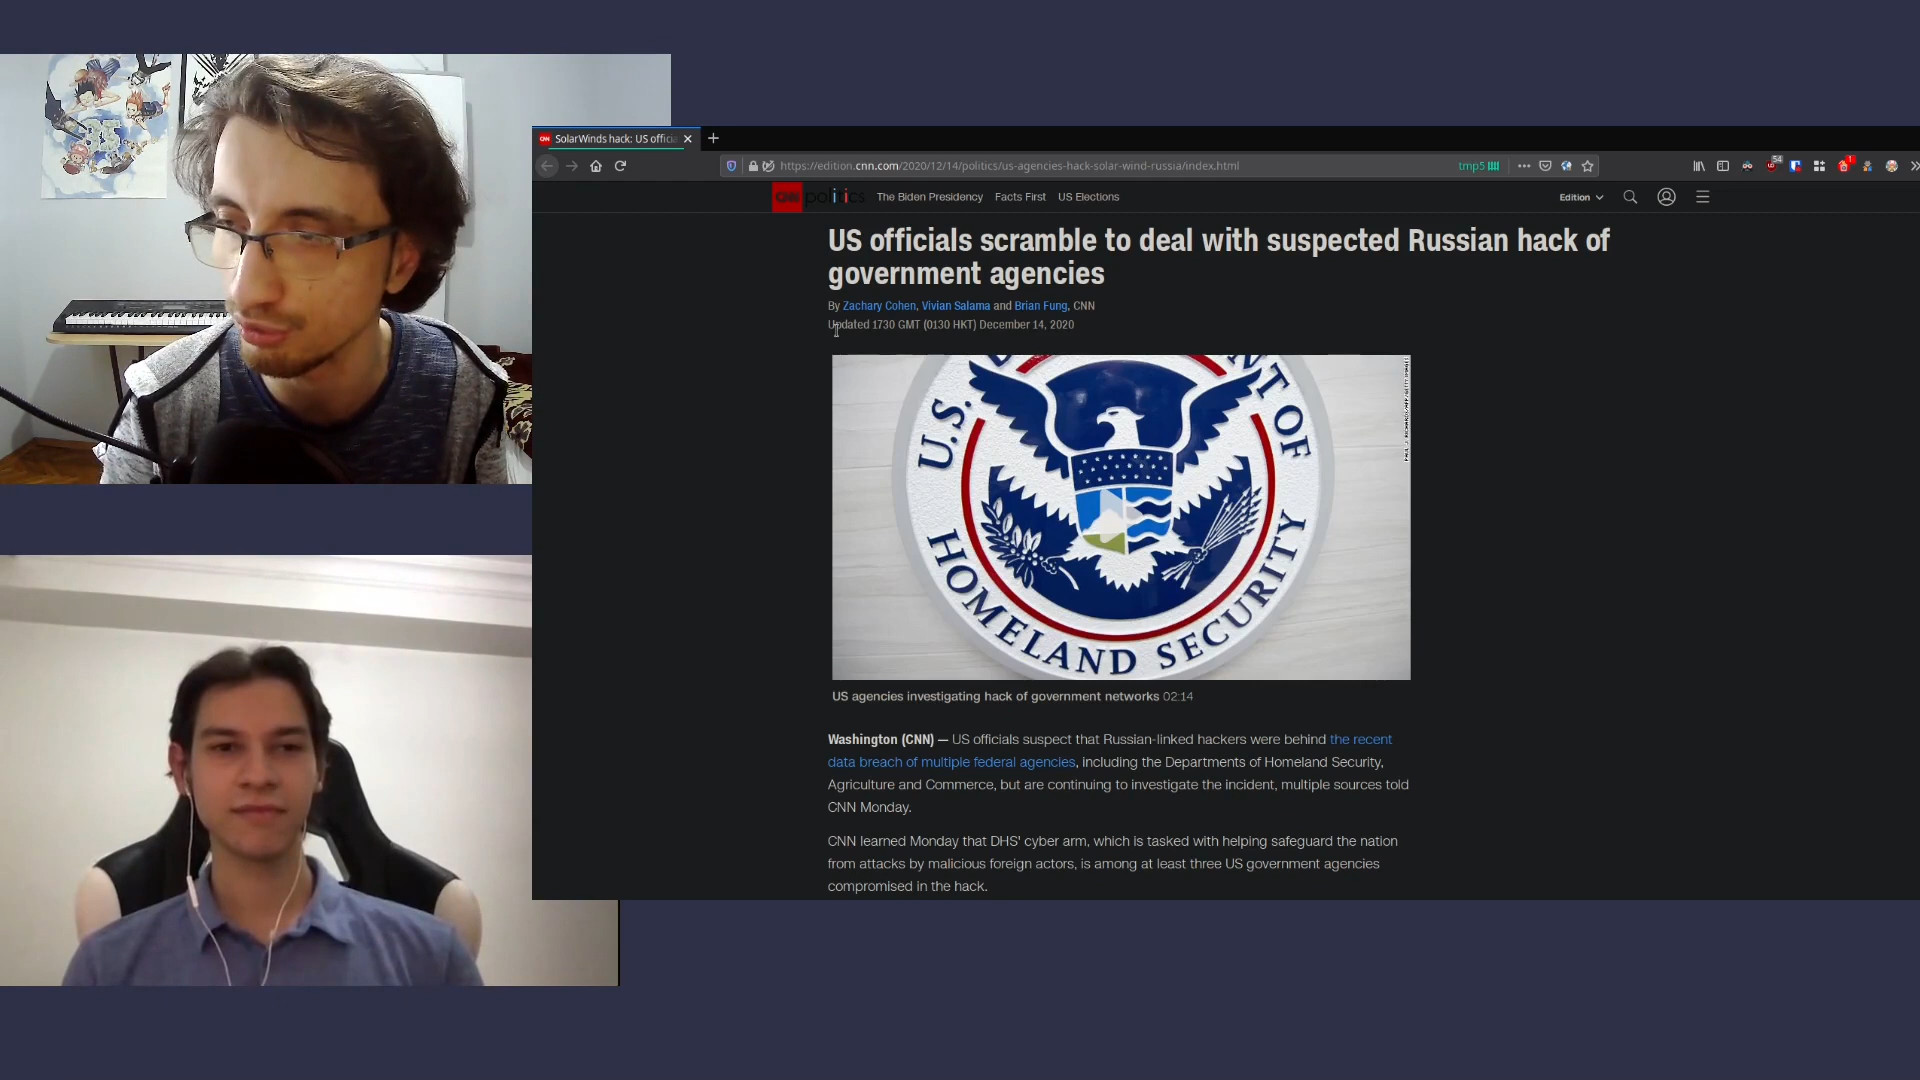 SolarWinds hack: US offici
https://edition.cnn.com/2020/12/14/politics/us-agencies-hack-solar-wind-russia/index.html
tmp5
54
1
CNN politics
The Biden Presidency
Facts First
US Elections
Edition
US officials scramble to deal with suspected Russian hack of
government agencies
By Zachary Cohen, Vivian Salama and Brian Fung, CNN
Updated 1730 GMT (0130 HKT) December 14, 2020
U.S.
NT OF
HOMELAND SECURITY
US agencies investigating hack of government networks 02:14
Washington (CNN) — US officials suspect that Russian-linked hackers were behind the recent
data breach of multiple federal agencies, including the Departments of Homeland Security,
Agriculture and Commerce, but are continuing to investigate the incident, multiple sources told
CNN Monday.
CNN learned Monday that DHS' cyber arm, which is tasked with helping safeguard the nation
from attacks by malicious foreign actors, is among at least three US government agencies
compromised in the hack.